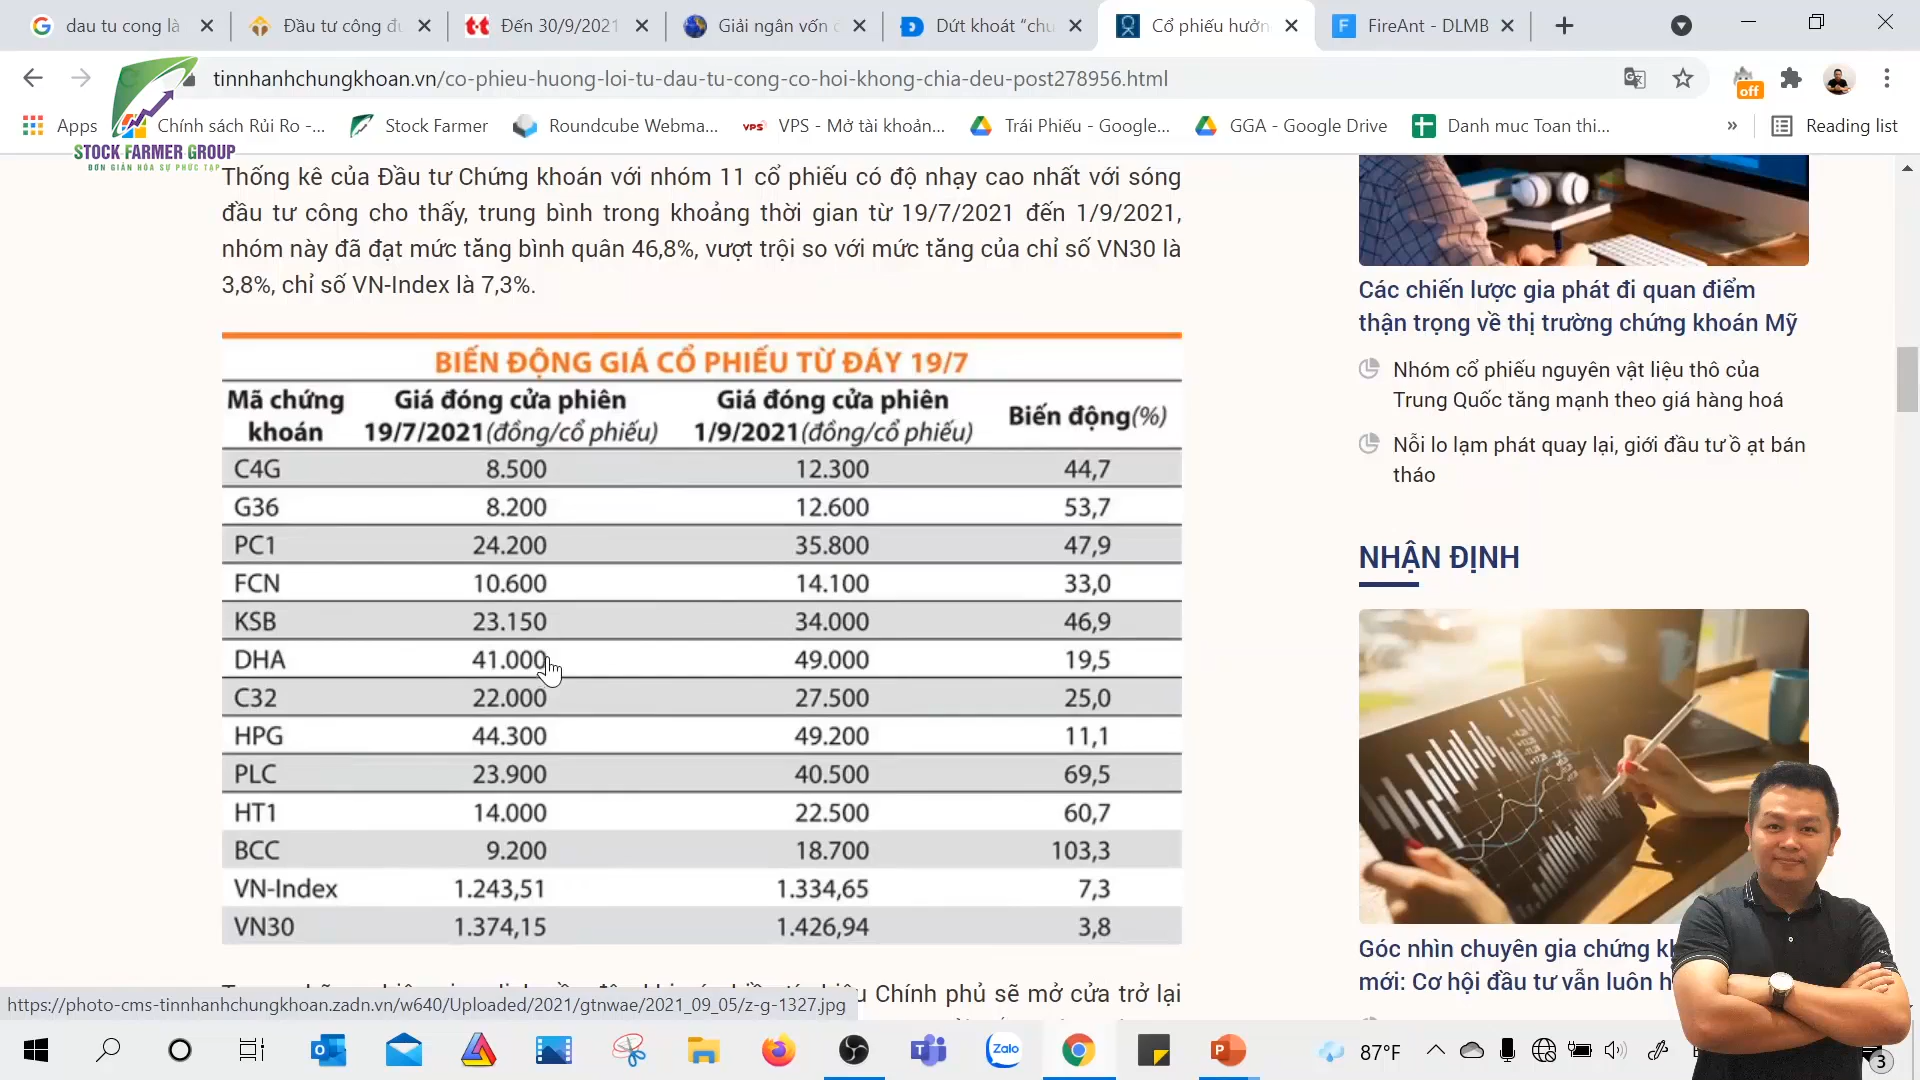 dau tu cong là
Đầu tư công đư
Đến 30/9/2021
Giải ngân vốn
Dứt khoát “chu
Cổ phiếu hưởn
FireAnt - DLMB
tinnhanhchungkhoan.vn/co-phieu-huong-loi-tu-dau-tu-cong-co-hoi-khong-chia-deu-post278956.html
off
Apps
Chính sách Rủi Ro -...
Stock Farmer
Roundcube Webma...
VPS
VPS - Mở tài khoản...
Trái Phiếu - Google...
GGA - Google Drive
Danh muc Toan thi...
»
Reading list
STOCK FARMER GROUP
ĐƠN GIẢN HÓA SỰ PHỨC TẠP
Thống kê của Đầu tư Chứng khoán với nhóm 11 cổ phiếu có độ nhạy cao nhất với sóng
đầu tư công cho thấy, trung bình trong khoảng thời gian từ 19/7/2021 đến 1/9/2021,
nhóm này đã đạt mức tăng bình quân 46,8%, vượt trội so với mức tăng của chỉ số VN30 là
3,8%, chỉ số VN-Index là 7,3%.
BIẾN ĐỘNG GIÁ CỔ PHIẾU TỪ ĐÁY 19/7
Mã chứng khoán Giá đóng cửa phiên 19/7/2021(đồng/cổ phiếu) Giá đóng cửa phiên 1/9/2021(đồng/cổ phiếu) Biến động(%)
C4G 8.500 12.300 44,7
G36 8.200 12.600 53,7
PC1 24.200 35.800 47,9
FCN 10.600 14.100 33,0
KSB 23.150 34.000 46,9
DHA 41.000 49.000 19,5
C32 22.000 27.500 25,0
HPG 44.300 49.200 11,1
PLC 23.900 40.500 69,5
HT1 14.000 22.500 60,7
BCC 9.200 18.700 103,3
VN-Index 1.243,51 1.334,65 7,3
VN30 1.374,15 1.426,94 3,8
Chính phủ sẽ mở cửa trở lại
https://photo-cms-tinnhanhchungkhoan.zadn.vn/w640/Uploaded/2021/gtnwae/2021_09_05/z-g-1327.jpg
Các chiến lược gia phát đi quan điểm
thận trọng về thị trường chứng khoán Mỹ
Nhóm cổ phiếu nguyên vật liệu thô của
Trung Quốc tăng mạnh theo giá hàng hoá
Nỗi lo lạm phát quay lại, giới đầu tư ồ ạt bán
tháo
NHẬN ĐỊNH
Góc nhìn chuyên gia chứng
mới: Cơ hội đầu tư vẫn luôn
Zalo
87°F
3